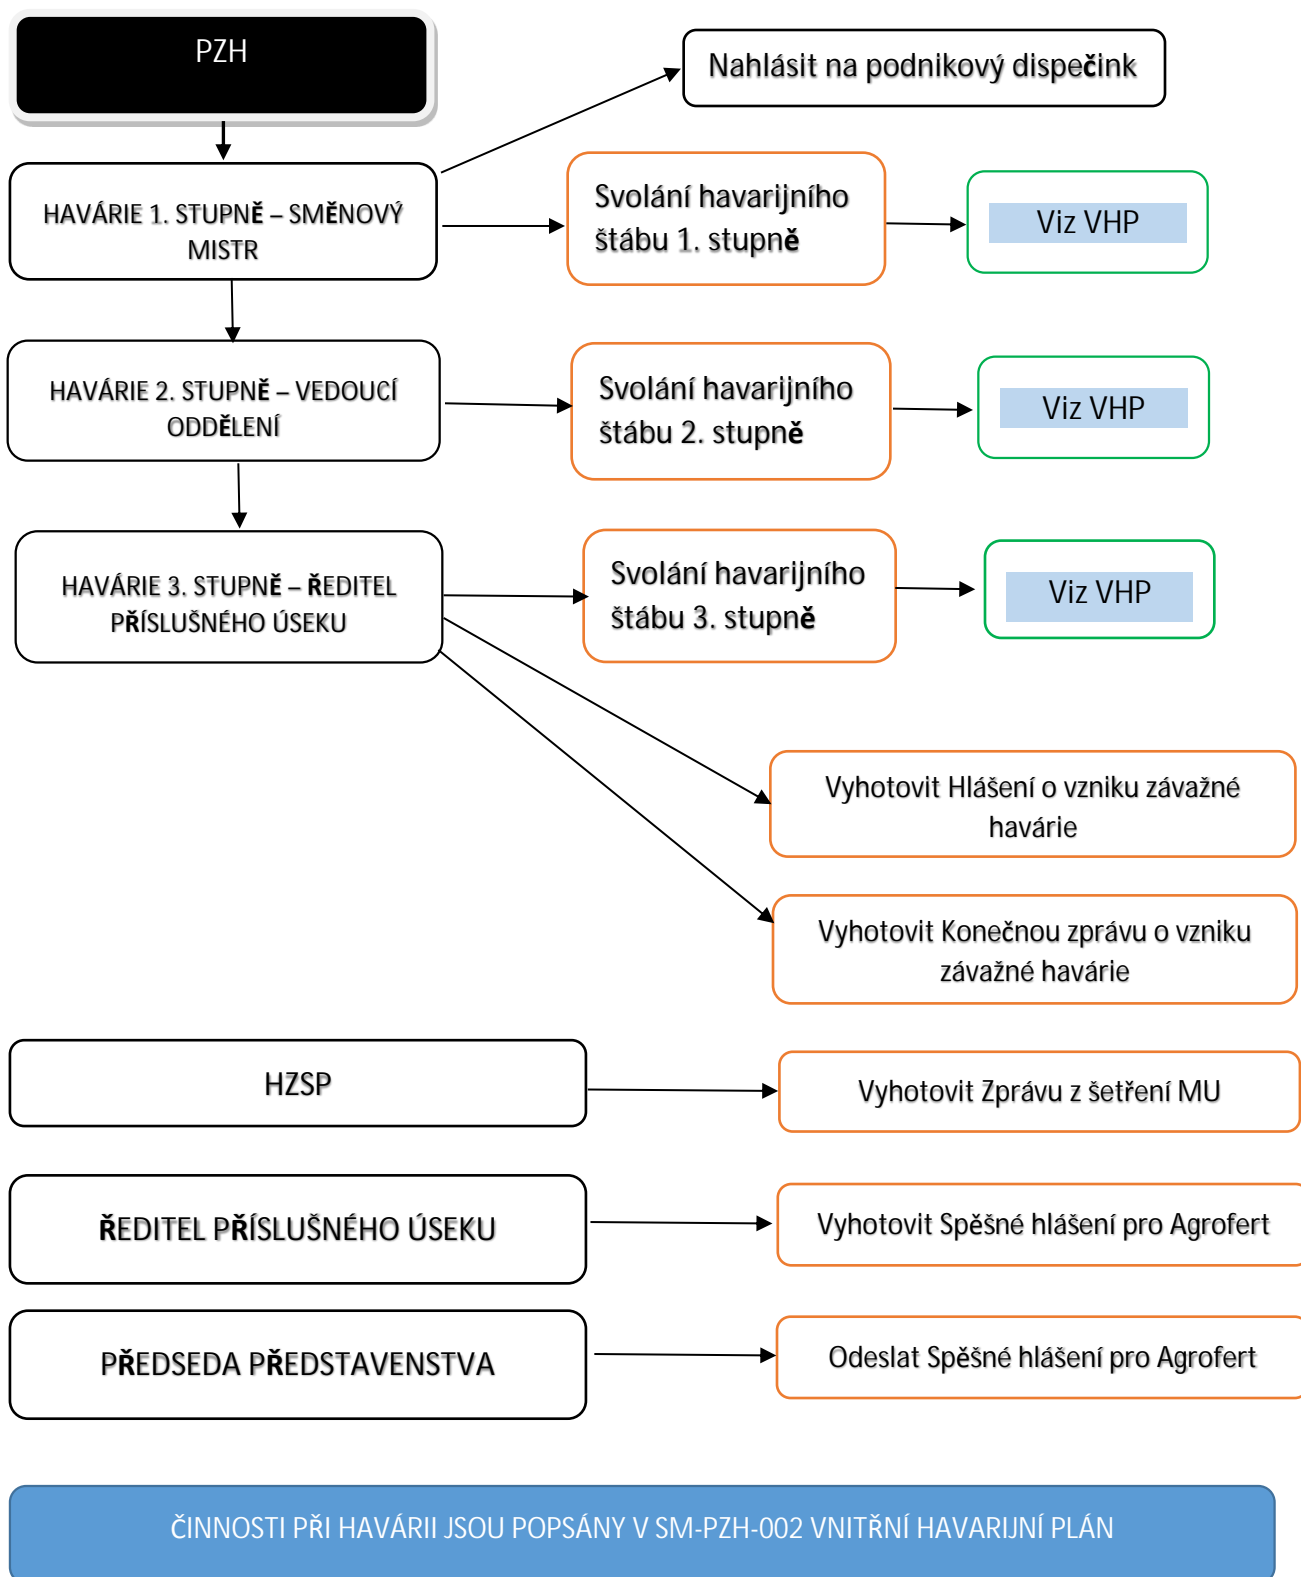 PZH
Nahlásit na podnikový dispečink
HAVÁRIE 1. STUPNĚ – SMĚNOVÝ
MISTR
Svolání havarijního
štábu 1. stupně
Viz VHP
HAVÁRIE 2. STUPNĚ – VEDOUCÍ
ODDĚLENÍ
Svolání havarijního
štábu 2. stupně
Viz VHP
HAVÁRIE 3. STUPNĚ – ŘEDITEL
PŘÍSLUŠNÉHO ÚSEKU
Svolání havarijního
štábu 3. stupně
Viz VHP
Vyhotovit Hlášení o vzniku závažné
havárie
Vyhotovit Konečnou zprávu o vzniku
závažné havárie
HZSP
Vyhotovit Zprávu z šetření MU
ŘEDITEL PŘÍSLUŠNÉHO ÚSEKU
Vyhotovit Spěšné hlášení pro Agrofert
PŘEDSEDA PŘEDSTAVENSTVA
Odeslat Spěšné hlášení pro Agrofert
ČINNOSTI PŘI HAVÁRII JSOU POPSÁNY V SM-PZH-002 VNITŘNÍ HAVARIJNÍ PLÁN